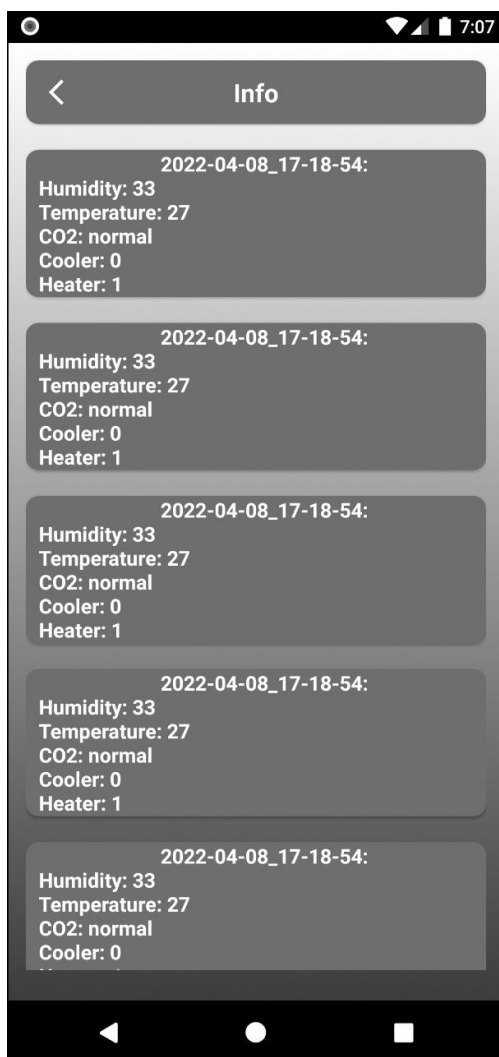 7:07
Info
2022-04-08_17-18-54:
Humidity: 33
Temperature: 27
CO2: normal
Cooler: 0
Heater: 1
2022-04-08_17-18-54:
Humidity: 33
Temperature: 27
CO2: normal
Cooler: 0
Heater: 1
2022-04-08_17-18-54:
Humidity: 33
Temperature: 27
CO2: normal
Cooler: 0
Heater: 1
2022-04-08_17-18-54:
Humidity: 33
Temperature: 27
CO2: normal
Cooler: 0
Heater: 1
2022-04-08_17-18-54:
Humidity: 33
Temperature: 27
CO2: normal
Cooler: 0